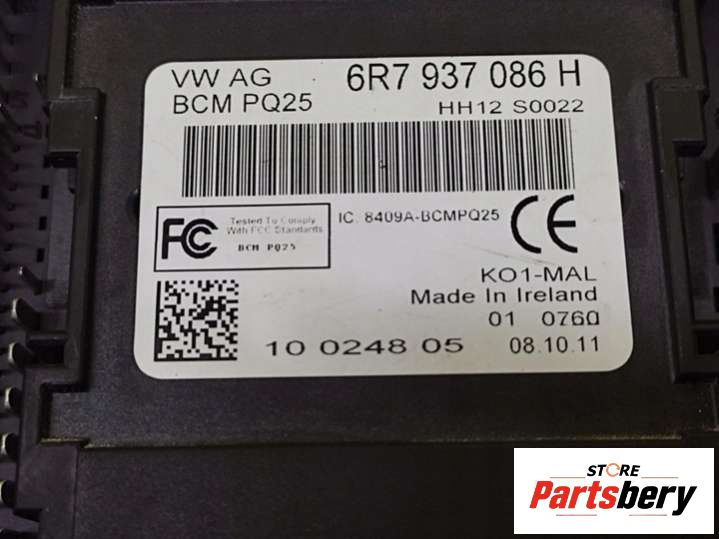 VW AG 6R7 937 086 H
BCM PQ25 HH12 S0022
FCC Tested To Comply
With FCC Standards
BCM PQ25
IC: 8409A-BCMPQ25 CE
KO1-MAL
Made In Ireland
01 0760
10 0248 05 08.10.11
STORE
Partsbery